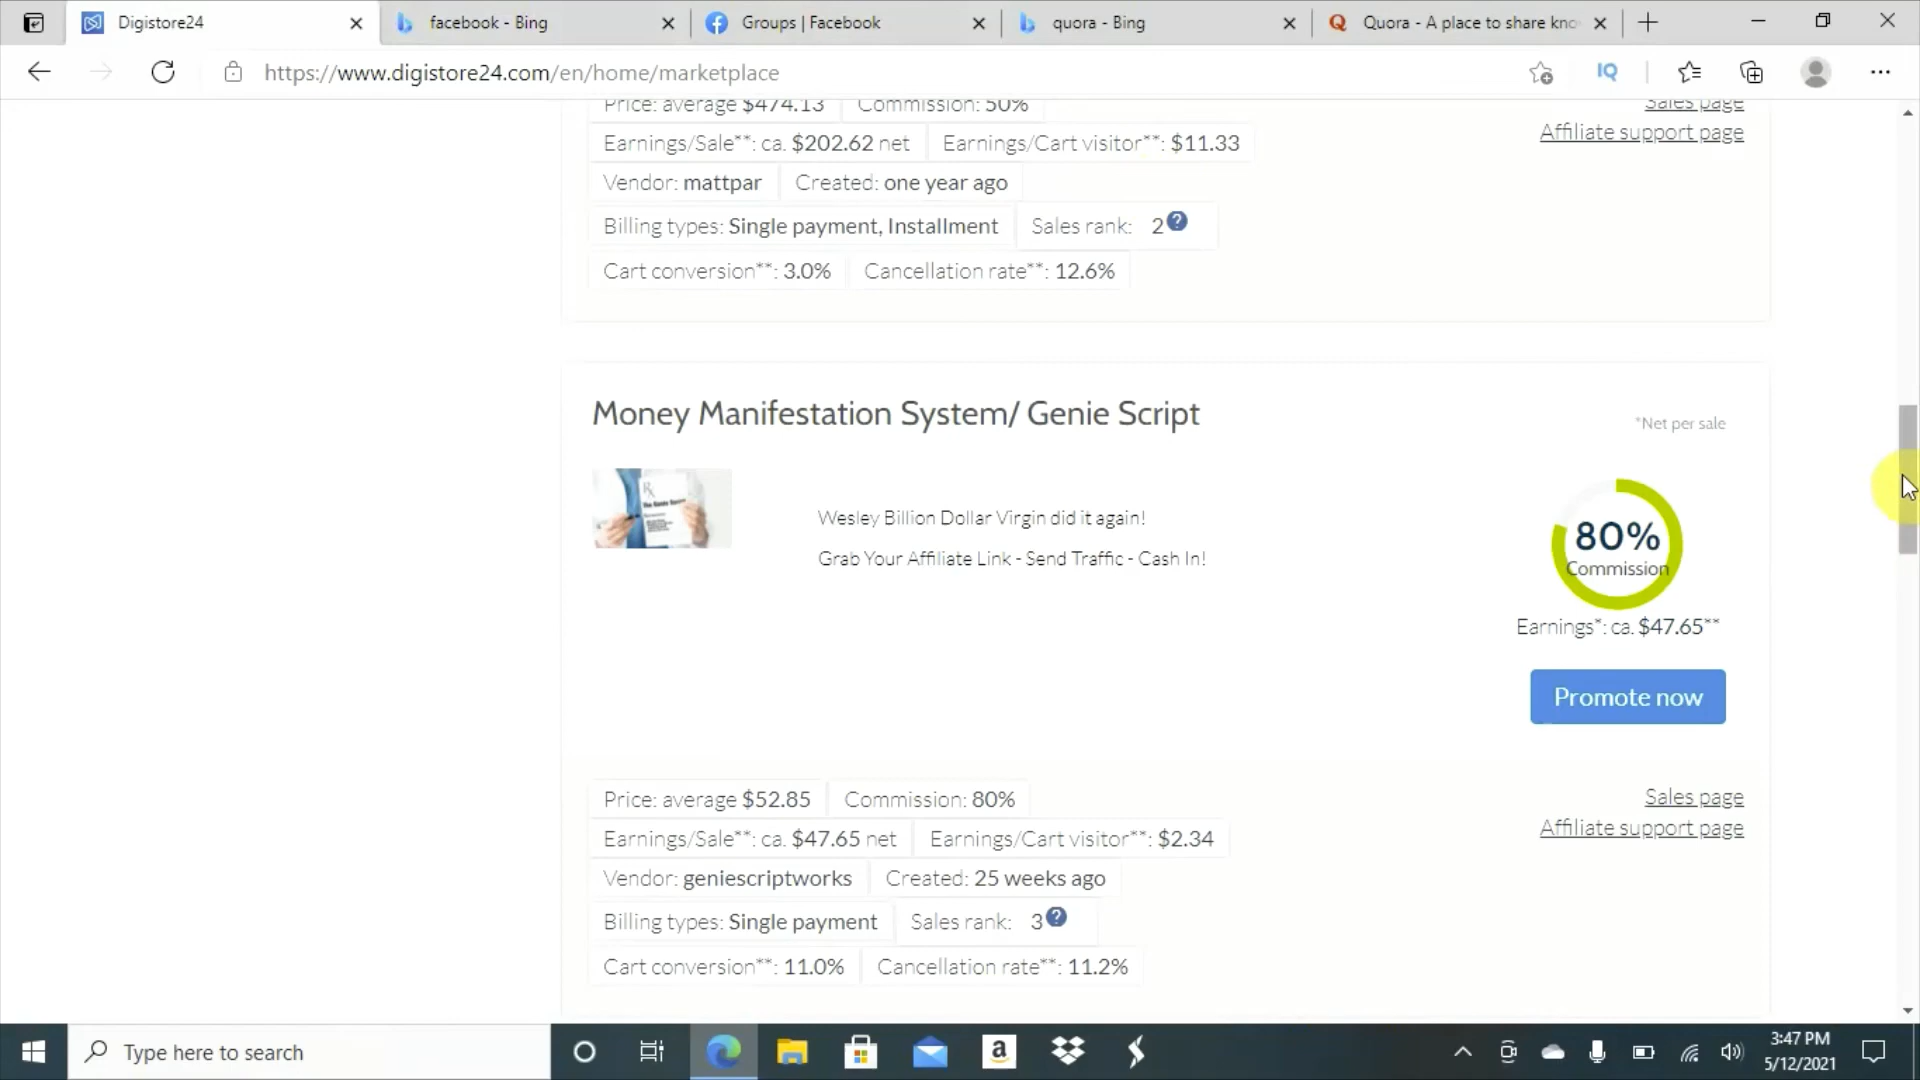 Digistore24
facebook - Bing
Groups | Facebook
quora - Bing
Quora - A place to share kno
https://www.digistore24.com/en/home/marketplace
IQ
Price: average $474.13 Commission: 50% Sales page
Affiliate support page
Earnings/Sale**: ca. $202.62 net Earnings/Cart visitor**: $11.33
Vendor: mattpar Created: one year ago
Billing types: Single payment, Installment Sales rank: 2 ?
Cart conversion**: 3.0% Cancellation rate**: 12.6%
Money Manifestation System/ Genie Script
*Net per sale
Wesley Billion Dollar Virgin did it again!
Grab Your Affiliate Link - Send Traffic - Cash In!
80%
Commission
Earnings*: ca. $47.65**
Promote now
Price: average $52.85 Commission: 80% Sales page
Affiliate support page
Earnings/Sale**: ca. $47.65 net Earnings/Cart visitor**: $2.34
Vendor: geniescriptworks Created: 25 weeks ago
Billing types: Single payment Sales rank: 3 ?
Cart conversion**: 11.0% Cancellation rate**: 11.2%
Type here to search
a
3:47 PM
5/12/2021